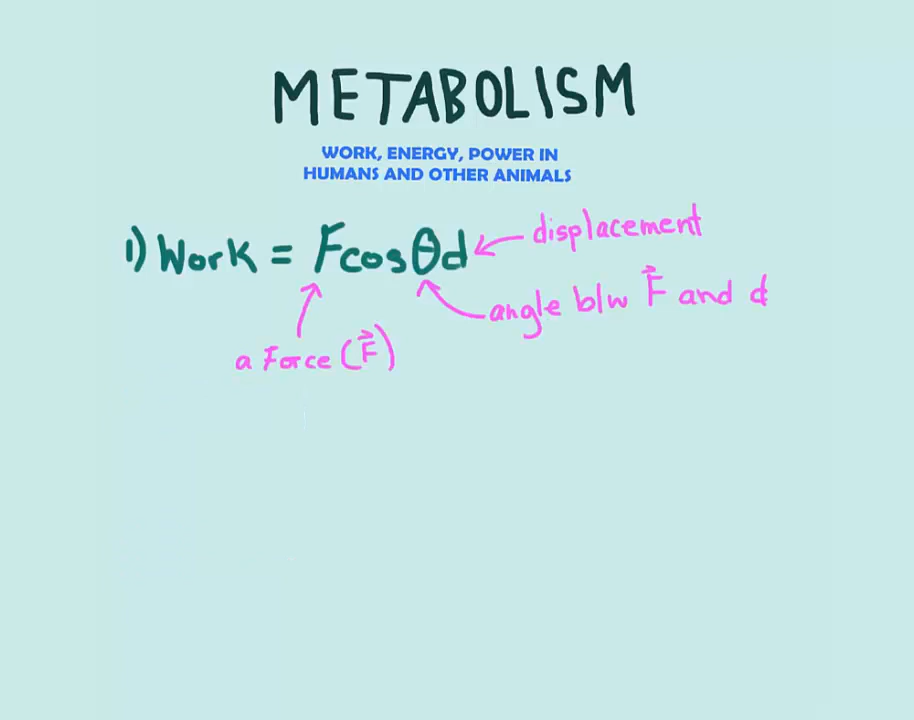 METABOLISM
WORK, ENERGY, POWER IN
HUMANS AND OTHER ANIMALS
1) Work = Fcosθd
displacement
angle b/w F⃗ and d
a Force (F⃗)